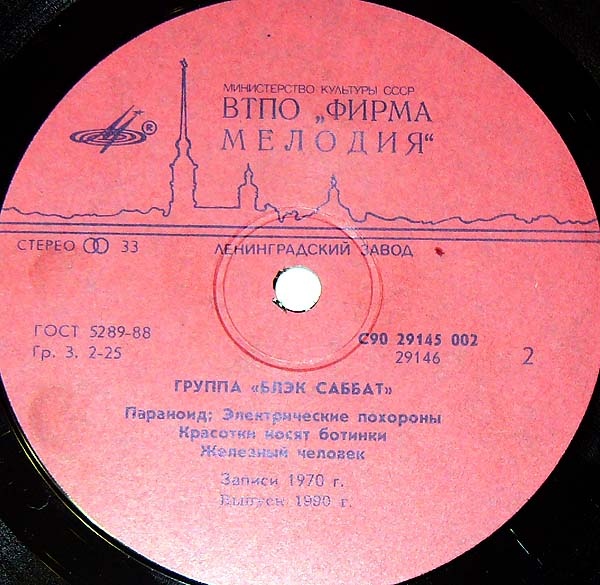 МИНИСТЕРСТВО КУЛЬТУРЫ СССР
ВТПО „ФИРМА
МЕЛОДИЯ“
®
СТЕРЕО 33
ЛЕНИНГРАДСКИЙ ЗАВОД
ГОСТ 5289-88
Гр. 3. 2-25
С90 29145 002
29146
2
ГРУППА «БЛЭК САББАТ»
Параноид; Электрические похороны
Красотки носят ботинки
Железный человек
Записи 1970 г.
Выпуск 1990 г.